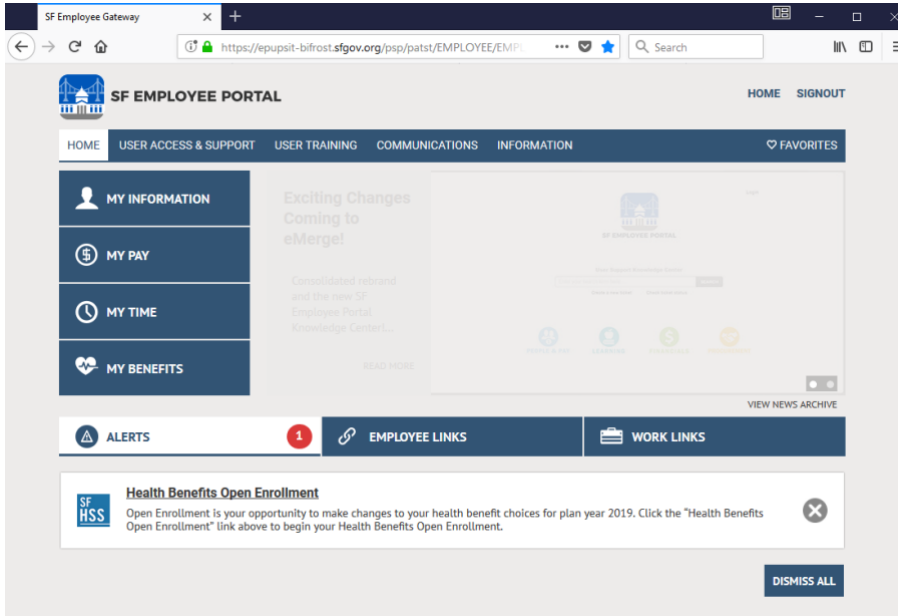 SF Employee Gateway
https://epupsit-bifrost.sfgov.org/psp/patst/EMPLOYEE/EMPL
Search
SF EMPLOYEE PORTAL
HOME SIGNOUT
HOME USER ACCESS & SUPPORT USER TRAINING COMMUNICATIONS INFORMATION FAVORITES
MY INFORMATION
MY PAY
MY TIME
MY BENEFITS
Exciting Changes
Coming to
eMerge!
Consolidated rebrand
and the new SF
Employee Portal
Knowledge Center!...
READ MORE
SF EMPLOYEE PORTAL
VIEW NEWS ARCHIVE
ALERTS 1 EMPLOYEE LINKS WORK LINKS
SF
HSS
Health Benefits Open Enrollment
Open Enrollment is your opportunity to make changes to your health benefit choices for plan year 2019. Click the "Health Benefits
Open Enrollment" link above to begin your Health Benefits Open Enrollment.
DISMISS ALL